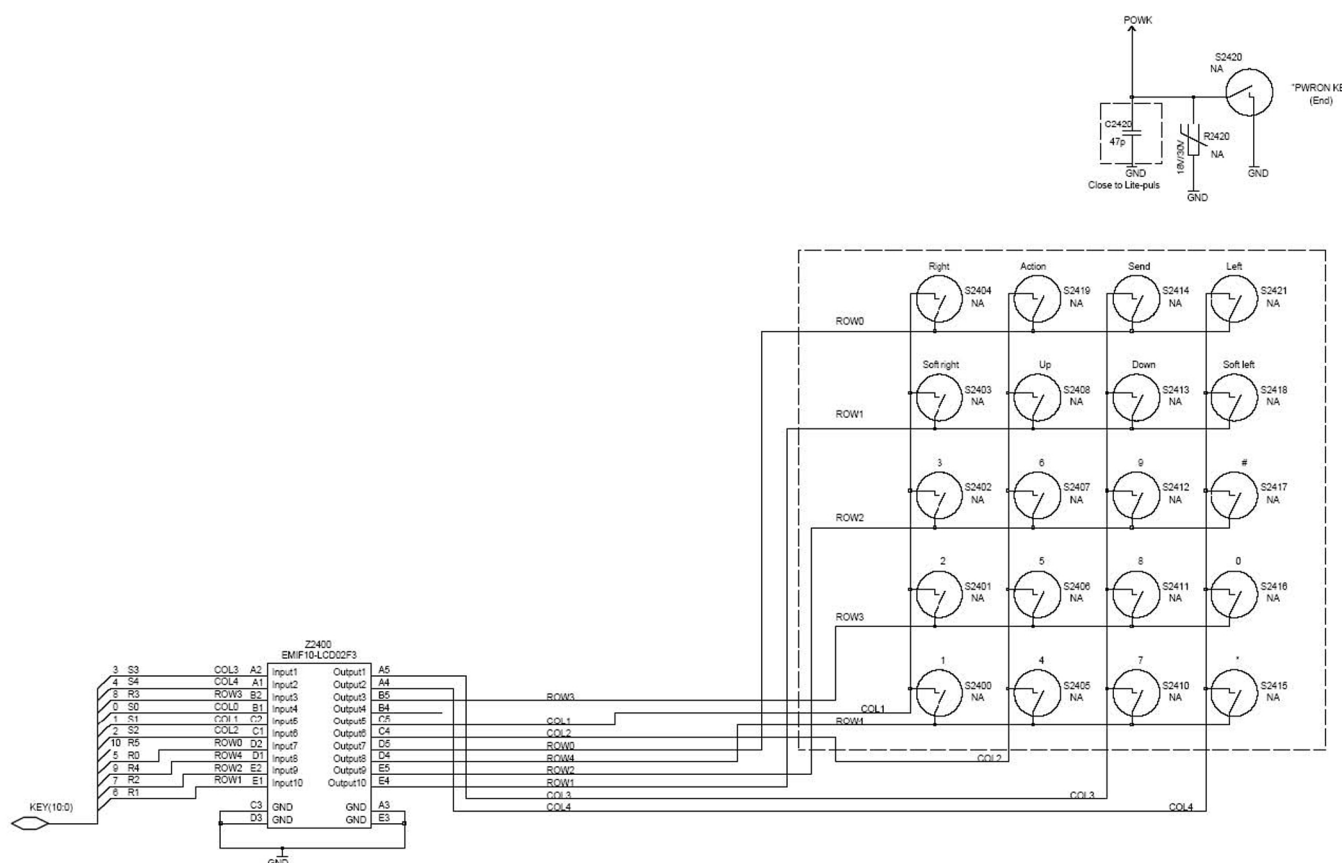 POWK
S2420
NA
"PWRON KE
(End)
C2420
47p
R2420
NA
18V/30V
GND
GND
GND
Close to Lite-puls
Right
Action
Send
Left
S2404
NA
S2419
NA
S2414
NA
S2421
NA
ROW0
Soft right
Up
Down
Soft left
S2403
NA
S2408
NA
S2413
NA
S2418
NA
ROW1
3
6
9
#
S2402
NA
S2407
NA
S2412
NA
S2417
NA
ROW2
2
5
8
0
S2401
NA
S2406
NA
S2411
NA
S2416
NA
ROW3
1
4
7
*
S2400
NA
S2405
NA
S2410
NA
S2415
NA
COL1
ROW4
COL2
COL3
COL4
Z2400
EMIF10-LCD02F3
3 S3 COL3 A2 Input1 Output1 A5
4 S4 COL4 A1 Input2 Output2 A4
8 R3 ROW3 B2 Input3 Output3 B5 ROW3
0 S0 COL0 B1 Input4 Output4 B4
1 S1 COL1 C2 Input5 Output5 C5 COL1
2 S2 COL2 C1 Input6 Output6 C4 COL2
10 R5 ROW0 D2 Input7 Output7 D5 ROW0
5 R0 ROW4 D1 Input8 Output8 D4 ROW4
9 R4 ROW2 E2 Input9 Output9 E5 ROW2
7 R2 ROW1 E1 Input10 Output10 E4 ROW1
6 R1
COL3
COL4
KEY(10:0)
C3 GND GND A3
D3 GND GND E3
GND